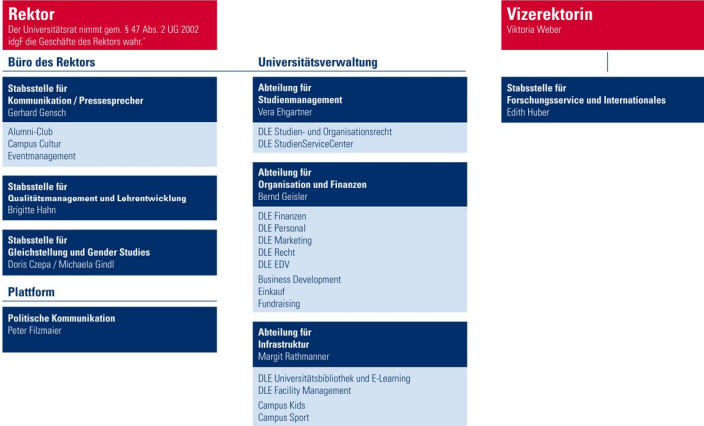 Rektor
Der Universitätsrat nimmt gem. § 47 Abs. 2 UG 2002
idgF die Geschäfte des Rektors wahr.*
Büro des Rektors
Stabsstelle für
Kommunikation / Pressesprecher
Gerhard Gensch
Alumni-Club
Campus Cultur
Eventmanagement
Stabsstelle für
Qualitätsmanagement und Lehrentwicklung
Brigitte Hahn
Stabsstelle für
Gleichstellung und Gender Studies
Doris Czepa / Michaela Gindl
Plattform
Politische Kommunikation
Peter Filzmaier
Universitätsverwaltung
Abteilung für
Studienmanagement
Vera Ehgartner
DLE Studien- und Organisationsrecht
DLE StudienServiceCenter
Abteilung für
Organisation und Finanzen
Bernd Geisler
DLE Finanzen
DLE Personal
DLE Marketing
DLE Recht
DLE EDV
Business Development
Einkauf
Fundraising
Abteilung für
Infrastruktur
Margit Rathmanner
DLE Universitätsbibliothek und E-Learning
DLE Facility Management
Campus Kids
Campus Sport
Vizerektorin
Viktoria Weber
Stabsstelle für
Forschungsservice und Internationales
Edith Huber